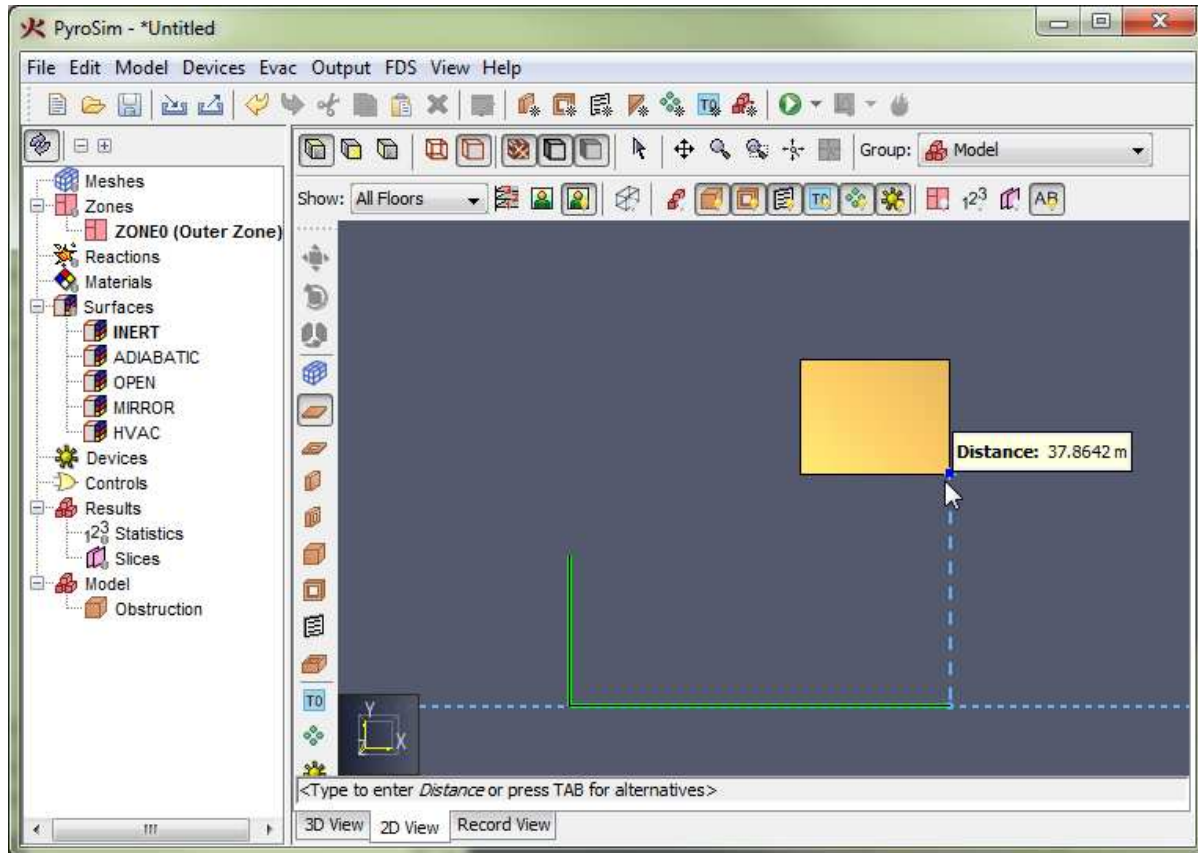 PyroSim - *Untitled
File Edit Model Devices Evac Output FDS View Help
Group: Model
Show: All Floors
Meshes
Zones
ZONE0 (Outer Zone)
Reactions
Materials
Surfaces
INERT
ADIABATIC
OPEN
MIRROR
HVAC
Devices
Controls
Results
Statistics
Slices
Model
Obstruction
Distance: 37.8642 m
Y
X
Z
<Type to enter Distance or press TAB for alternatives>
3D View 2D View Record View